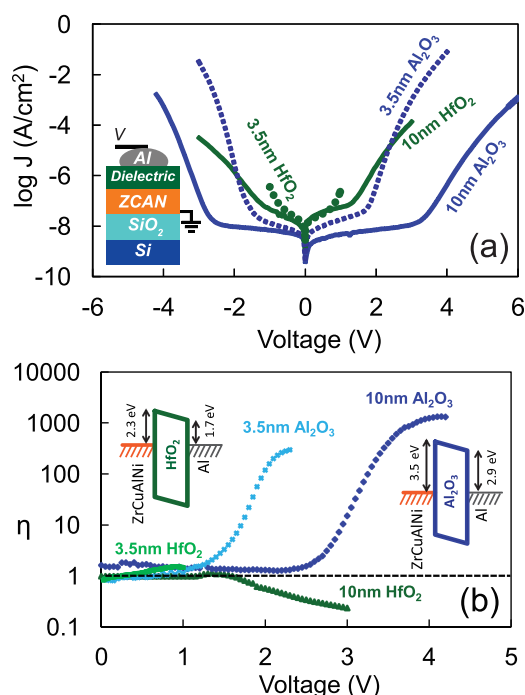 0
-2
-4
-6
-8
-10
log J (A/cm²)
3.5nm HfO₂
3.5nm Al₂O₃
10nm HfO₂
10nm Al₂O₃
V
Al
Dielectric
ZCAN
SiO₂
Si
(a)
-6 -4 -2 0 2 4 6
Voltage (V)
10000
1000
100
10
1
0.1
η
2.3 eV
1.7 eV
HfO₂
ZrCuAlNi
Al
3.5nm Al₂O₃
10nm Al₂O₃
3.5 eV
2.9 eV
Al₂O₃
ZrCuAlNi
Al
3.5nm HfO₂
10nm HfO₂
(b)
0 1 2 3 4 5
Voltage (V)